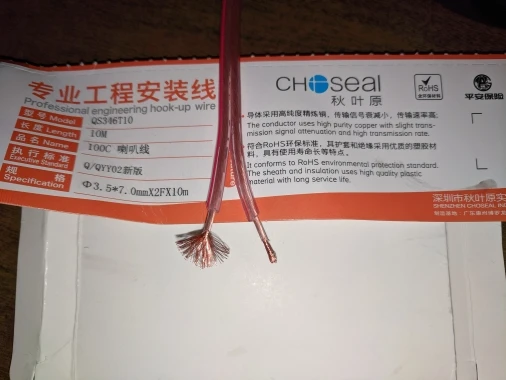 专业工程安装线
Professional engineering hook-up wire
型号 Model QS346T10
长度 Length 10M
品名 Name 100C 喇叭线
执行标准 Executive Standard Q/QYY02新版
规格 Specification Φ3.5*7.0mmX2FX10m
CHOSeal
秋叶原
RoHS
平安保险
导体采用高纯度精炼铜，传输信号衰减小，传输速率高;
The conductor uses high purity copper with slight trans-
mission signal attenuation and high transmission rate.
符合RoHS环保标准，其护套和绝缘采用优质的塑胶材
料，具有使用寿命长等特点。
It conforms to RoHS environmental protection standard.
The sheath and insulation uses high quality plastic
material with long service life.
深圳市秋叶原实
SHENZHEN CHOSEAL IN